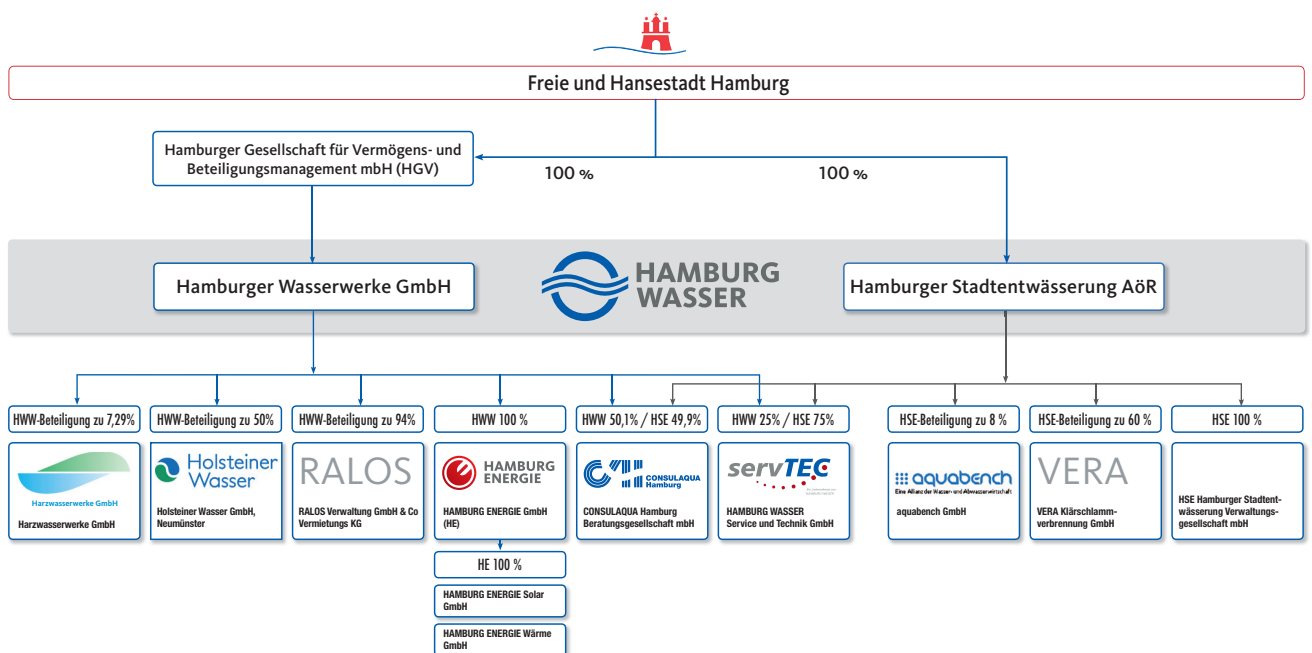 Freie und Hansestadt Hamburg
Hamburger Gesellschaft für Vermögens- und
Beteiligungsmanagement mbH (HGV)
100 %
100 %
Hamburger Wasserwerke GmbH
HAMBURG
WASSER
Hamburger Stadtentwässerung AöR
HWW-Beteiligung zu 7,29%
HWW-Beteiligung zu 50%
HWW-Beteiligung zu 94%
HWW 100 %
HWW 50,1% / HSE 49,9%
HWW 25% / HSE 75%
HSE-Beteiligung zu 8 %
HSE-Beteiligung zu 60 %
HSE 100 %
Harzwasserwerke GmbH
Harzwasserwerke GmbH
Holsteiner
Wasser
Holsteiner Wasser GmbH,
Neumünster
RALOS
RALOS Verwaltung GmbH & Co
Vermietungs KG
HAMBURG
ENERGIE
HAMBURG ENERGIE GmbH
(HE)
CONSULAQUA
Hamburg
CONSULAQUA Hamburg
Beratungsgesellschaft mbH
servTEC
HAMBURG WASSER
Service und Technik GmbH
aquabench
Eine Allianz der Wasser- und Abwasserwirtschaft
aquabench GmbH
VERA
VERA Klärschlamm-
verbrennung GmbH
HSE Hamburger Stadtent-
wässerung Verwaltungs-
gesellschaft mbH
HE 100 %
HAMBURG ENERGIE Solar
GmbH
HAMBURG ENERGIE Wärme
GmbH